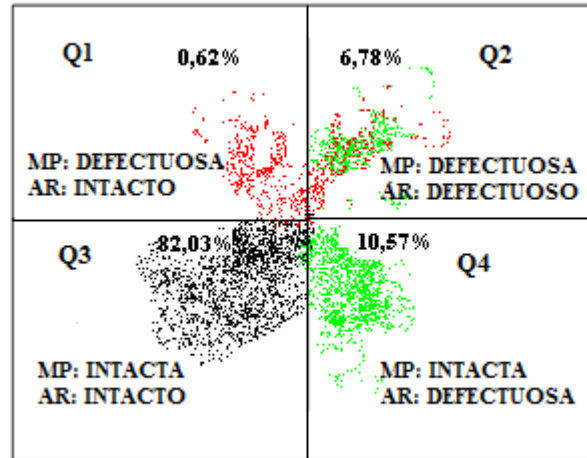 Q1
0,62%
MP: DEFECTUOSA
AR: INTACTO
6,78%
Q2
MP: DEFECTUOSA
AR: DEFECTUOSO
Q3
82,03%
MP: INTACTA
AR: INTACTO
10,57%
Q4
MP: INTACTA
AR: DEFECTUOSA